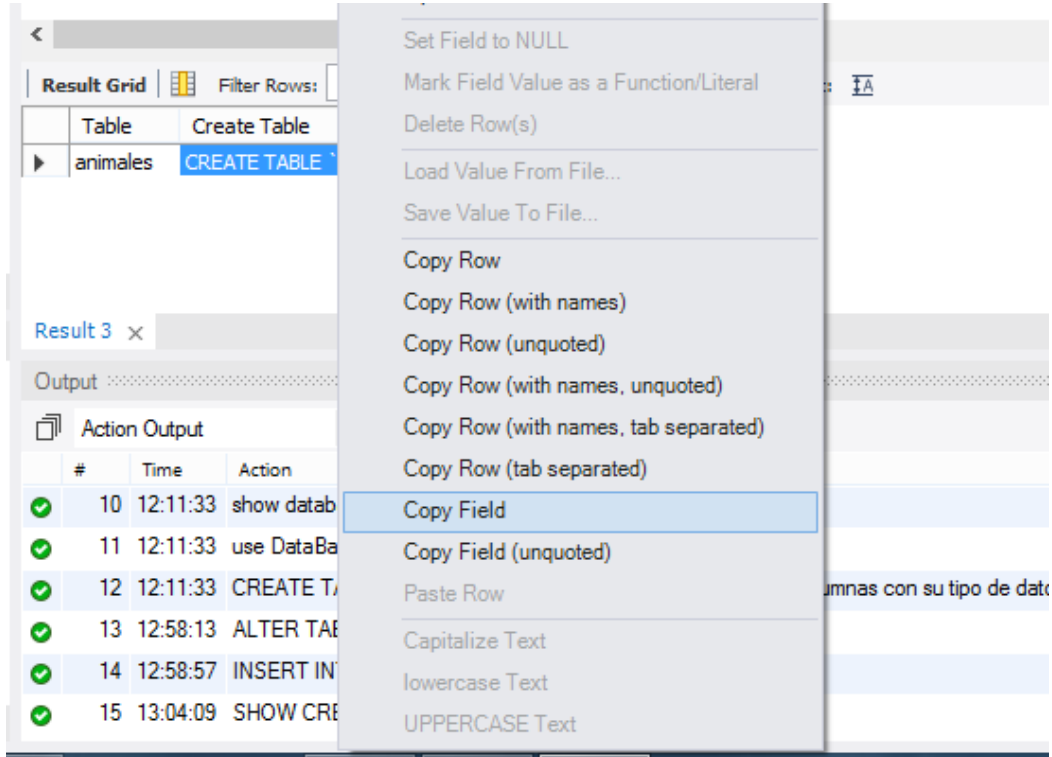 Set Field to NULL
Result Grid Filter Rows: Mark Field Value as a Function/Literal
Table Create Table Delete Row(s)
animales CREATE TABLE ` Load Value From File...
Save Value To File...
Copy Row
Copy Row (with names)
Result 3 Copy Row (unquoted)
Output Copy Row (with names, unquoted)
Action Output Copy Row (with names, tab separated)
# Time Action Copy Row (tab separated)
10 12:11:33 show datab Copy Field
11 12:11:33 use DataBa Copy Field (unquoted)
12 12:11:33 CREATE TA Paste Row umnas con su tipo de dato
13 12:58:13 ALTER TAB Capitalize Text
14 12:58:57 INSERT IN lowercase Text
15 13:04:09 SHOW CRE UPPERCASE Text